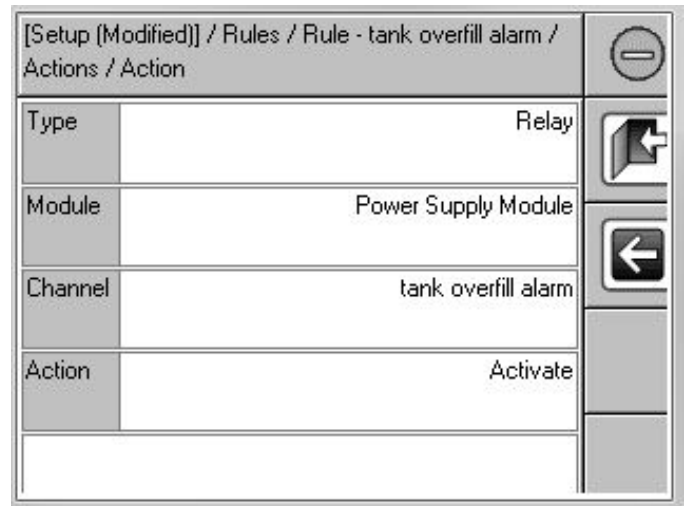 [Setup (Modified)] / Rules / Rule - tank overfill alarm /
Actions / Action
Type Relay
Module Power Supply Module
Channel tank overfill alarm
Action Activate